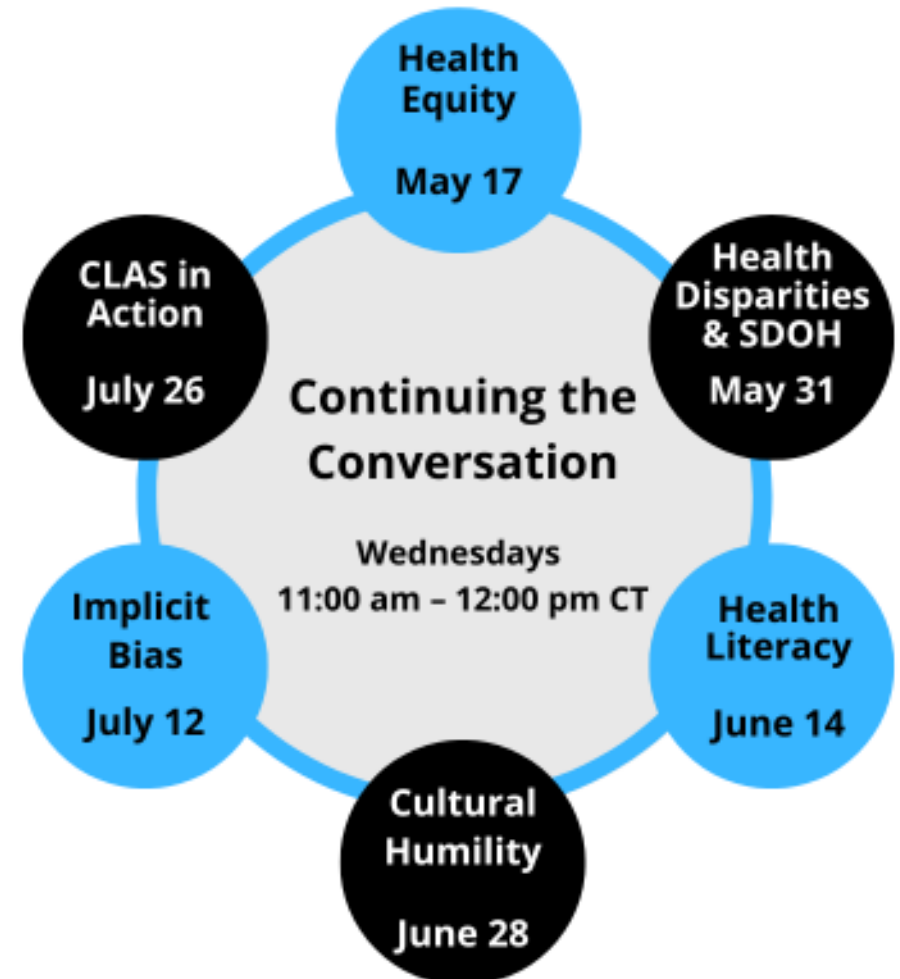 Health
Equity
May 17
Health
Disparities
& SDOH
May 31
Health
Literacy
June 14
Cultural
Humility
June 28
Implicit
Bias
July 12
CLAS in
Action
July 26
Continuing the
Conversation
Wednesdays
11:00 am – 12:00 pm CT